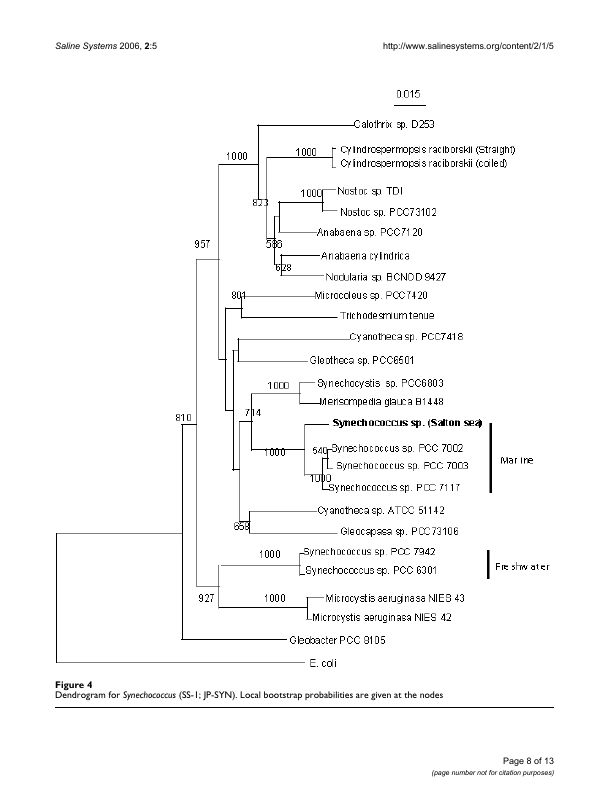 Saline Systems 2006, 2:5
http://www.salinesystems.org/content/2/1/5
0.015
Calothrix sp. D253
1000
1000
Cylindrospermopsis raciborskii (Straight)
Cylindrospermopsis raciborskii (coiled)
1000
Nostoc sp. TDI
823
Nostoc sp. PCC73102
Anabaena sp. PCC7120
957
586
Anabaena cylindrica
628
Nodularia sp. BCNDD 9427
801
Microcoleus sp. PCC7420
Trichodesmium tenue
Cyanotheca sp. PCC7418
Gleotheca sp. PCC6501
1000
Synechocystis sp. PCC6803
Merismopedia glauca B1448
810
714
Synechococcus sp. (Salton sea)
1000
540
Synechococcus sp. PCC 7002
Marine
Synechococcus sp. PCC 7003
1000
Synechococcus sp. PCC 7117
Cyanotheca sp. ATCC 51142
658
Gleocapasa sp. PCC73106
1000
Synechococcus sp. PCC 7942
Freshwater
Synechococcus sp. PCC 6301
927
1000
Microcystis aeruginasa NIES 43
Microcystis aeruginasa NIES 42
Gleobacter PCC 8105
E. coli
Figure 4
Dendrogram for Synechococcus (SS-1; JP-SYN). Local bootstrap probabilities are given at the nodes
Page 8 of 13
(page number not for citation purposes)